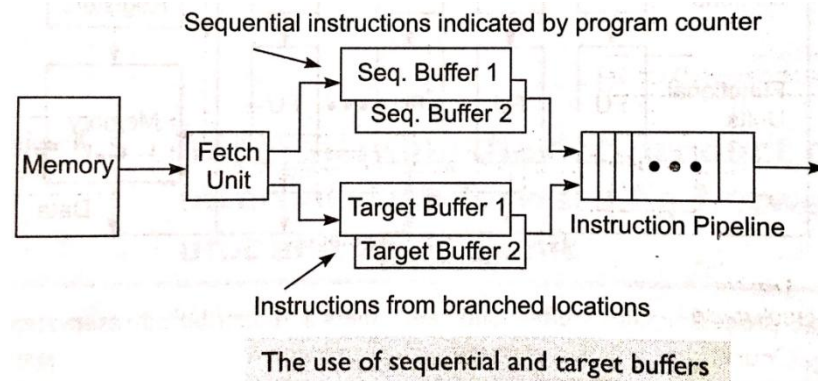 Sequential instructions indicated by program counter
Seq. Buffer 1
Seq. Buffer 2
Memory
Fetch
Unit
Target Buffer 1
Target Buffer 2
Instruction Pipeline
Instructions from branched locations
The use of sequential and target buffers